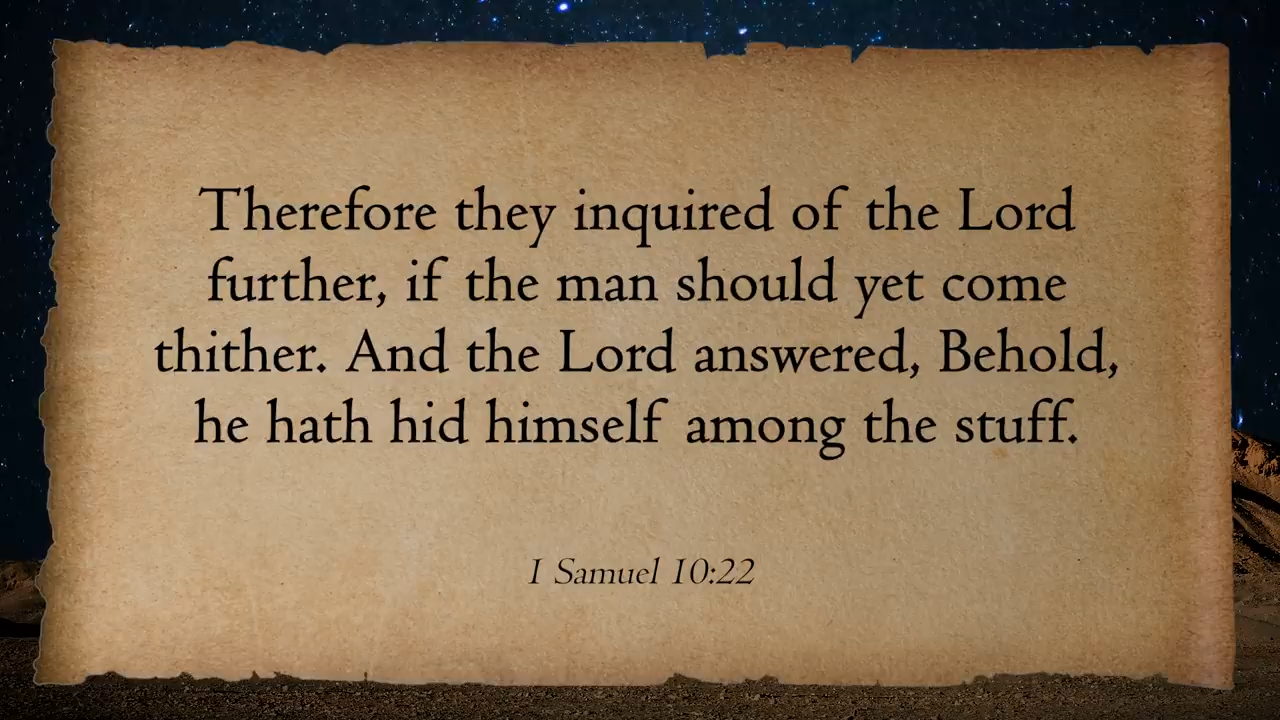 Therefore they inquired of the Lord
further, if the man should yet come
thither. And the Lord answered, Behold,
he hath hid himself among the stuff.
1 Samuel 10:22